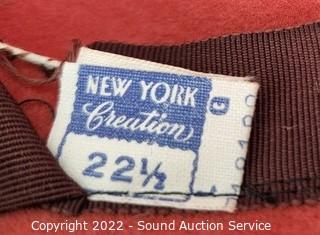 NEW YORK
Creation
22½
Copyright 2022 - Sound Auction Service